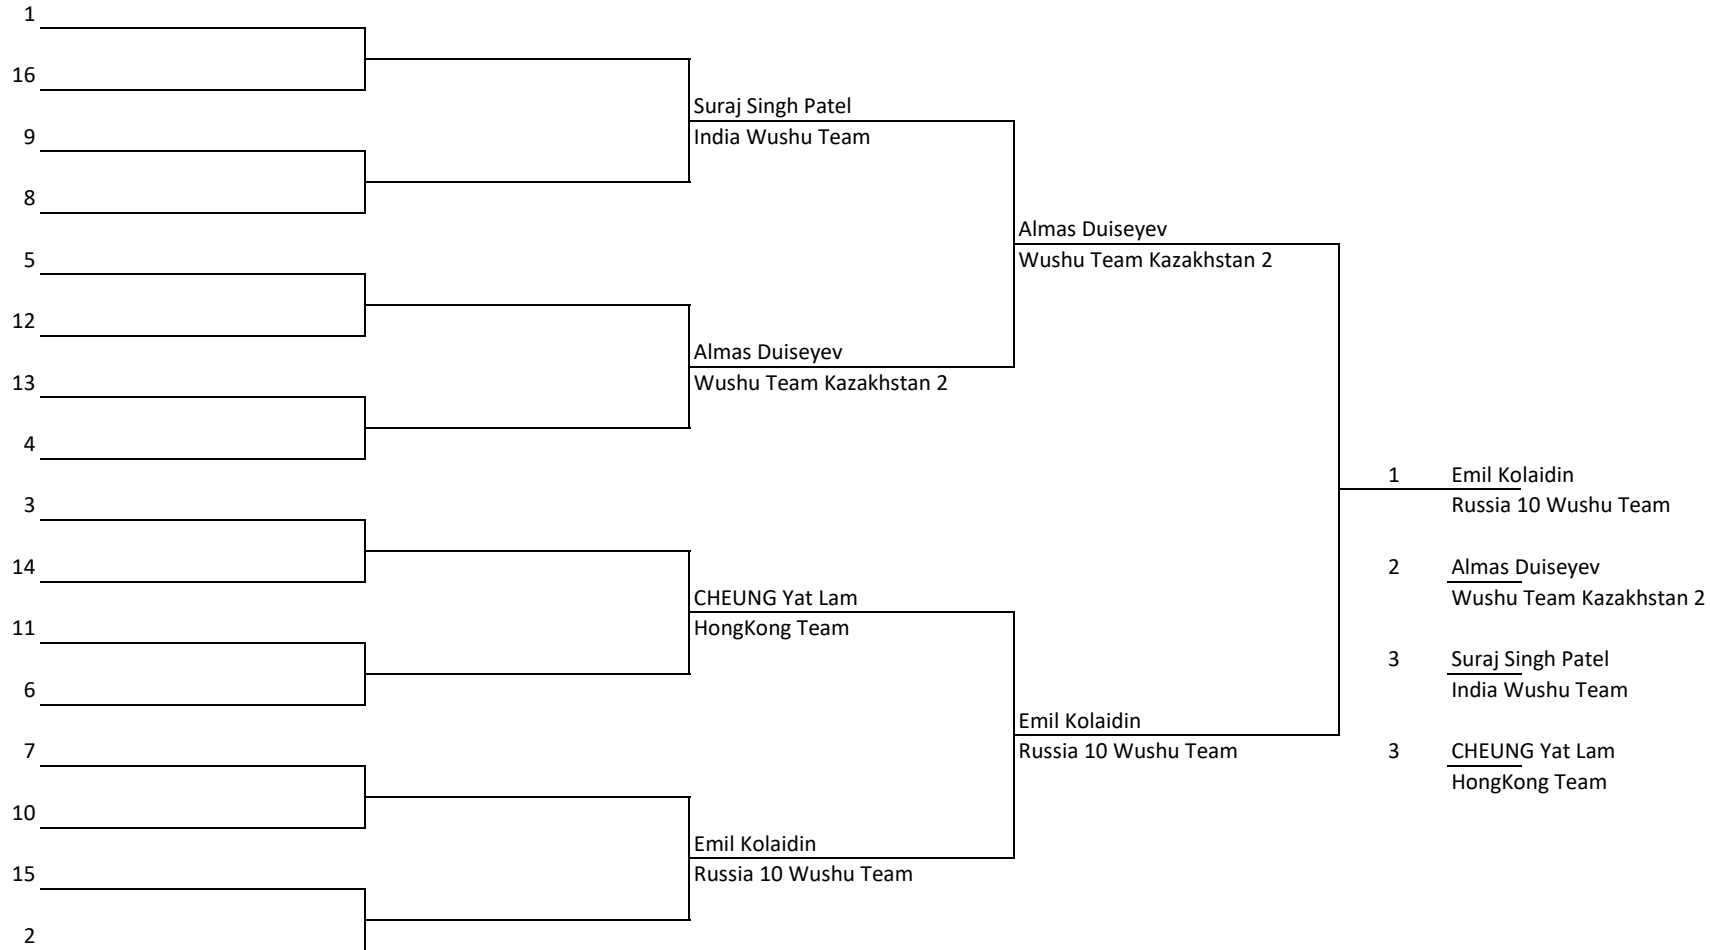 1
16
Suraj Singh Patel
9
India Wushu Team
8
Almas Duiseyev
5
Wushu Team Kazakhstan 2
12
Almas Duiseyev
13
Wushu Team Kazakhstan 2
4
1 Emil Kolaidin
3
Russia 10 Wushu Team
14
2 Almas Duiseyev
CHEUNG Yat Lam
Wushu Team Kazakhstan 2
11
HongKong Team
3 Suraj Singh Patel
6
India Wushu Team
Emil Kolaidin
7
Russia 10 Wushu Team
3 CHEUNG Yat Lam
HongKong Team
10
Emil Kolaidin
15
Russia 10 Wushu Team
2